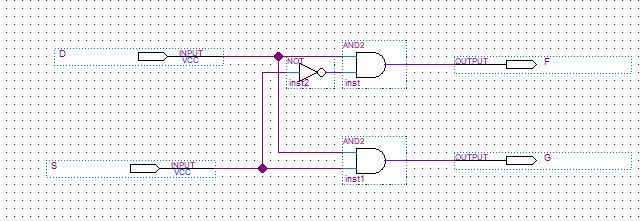 AND2
D
INPUT
VCC
NOT
OUTPUT
F
inst2
inst
AND2
S
INPUT
VCC
OUTPUT
G
inst1